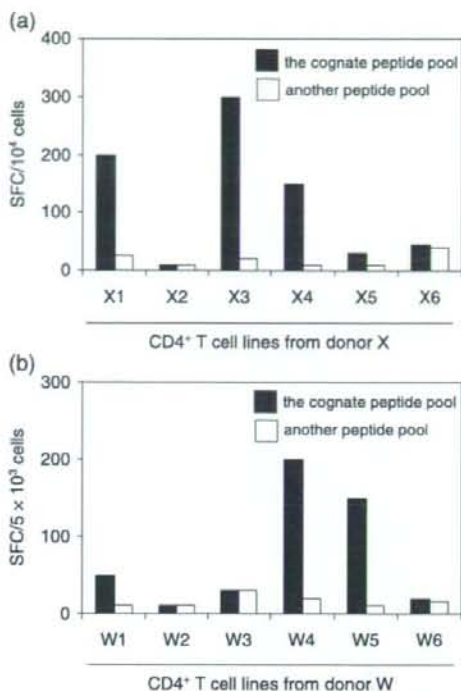 (a)
400
300
200
100
0
SFC/10⁴ cells
the cognate peptide pool
another peptide pool
X1 X2 X3 X4 X5 X6
CD4⁺ T cell lines from donor X
(b)
300
200
100
0
SFC/5 × 10³ cells
the cognate peptide pool
another peptide pool
W1 W2 W3 W4 W5 W6
CD4⁺ T cell lines from donor W